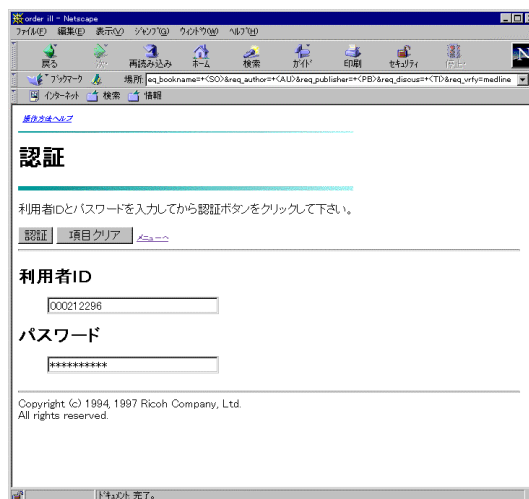 order ill - Netscape
ファイル(F) 編集(E) 表示(V) ジャンプ(G) ウィンドウ(W) ヘルプ(H)
戻る 再読み込み ホーム 検索 ガイド 印刷 セキュリティ
ブックマーク 場所: eq_bookname=+<SO>&req_author=+<AU>&req_publisher=+<PB>&req_discus=+<TD>&req_vrfy=medline
インターネット 検索 情報
操作方法ヘルプ
認証
利用者IDとパスワードを入力してから認証ボタンをクリックして下さい。
認証 項目クリア メニューへ
利用者ID
000212296
パスワード
**********
Copyright (c) 1994, 1997 Ricoh Company, Ltd.
All rights reserved.
ドキュメント 完了。